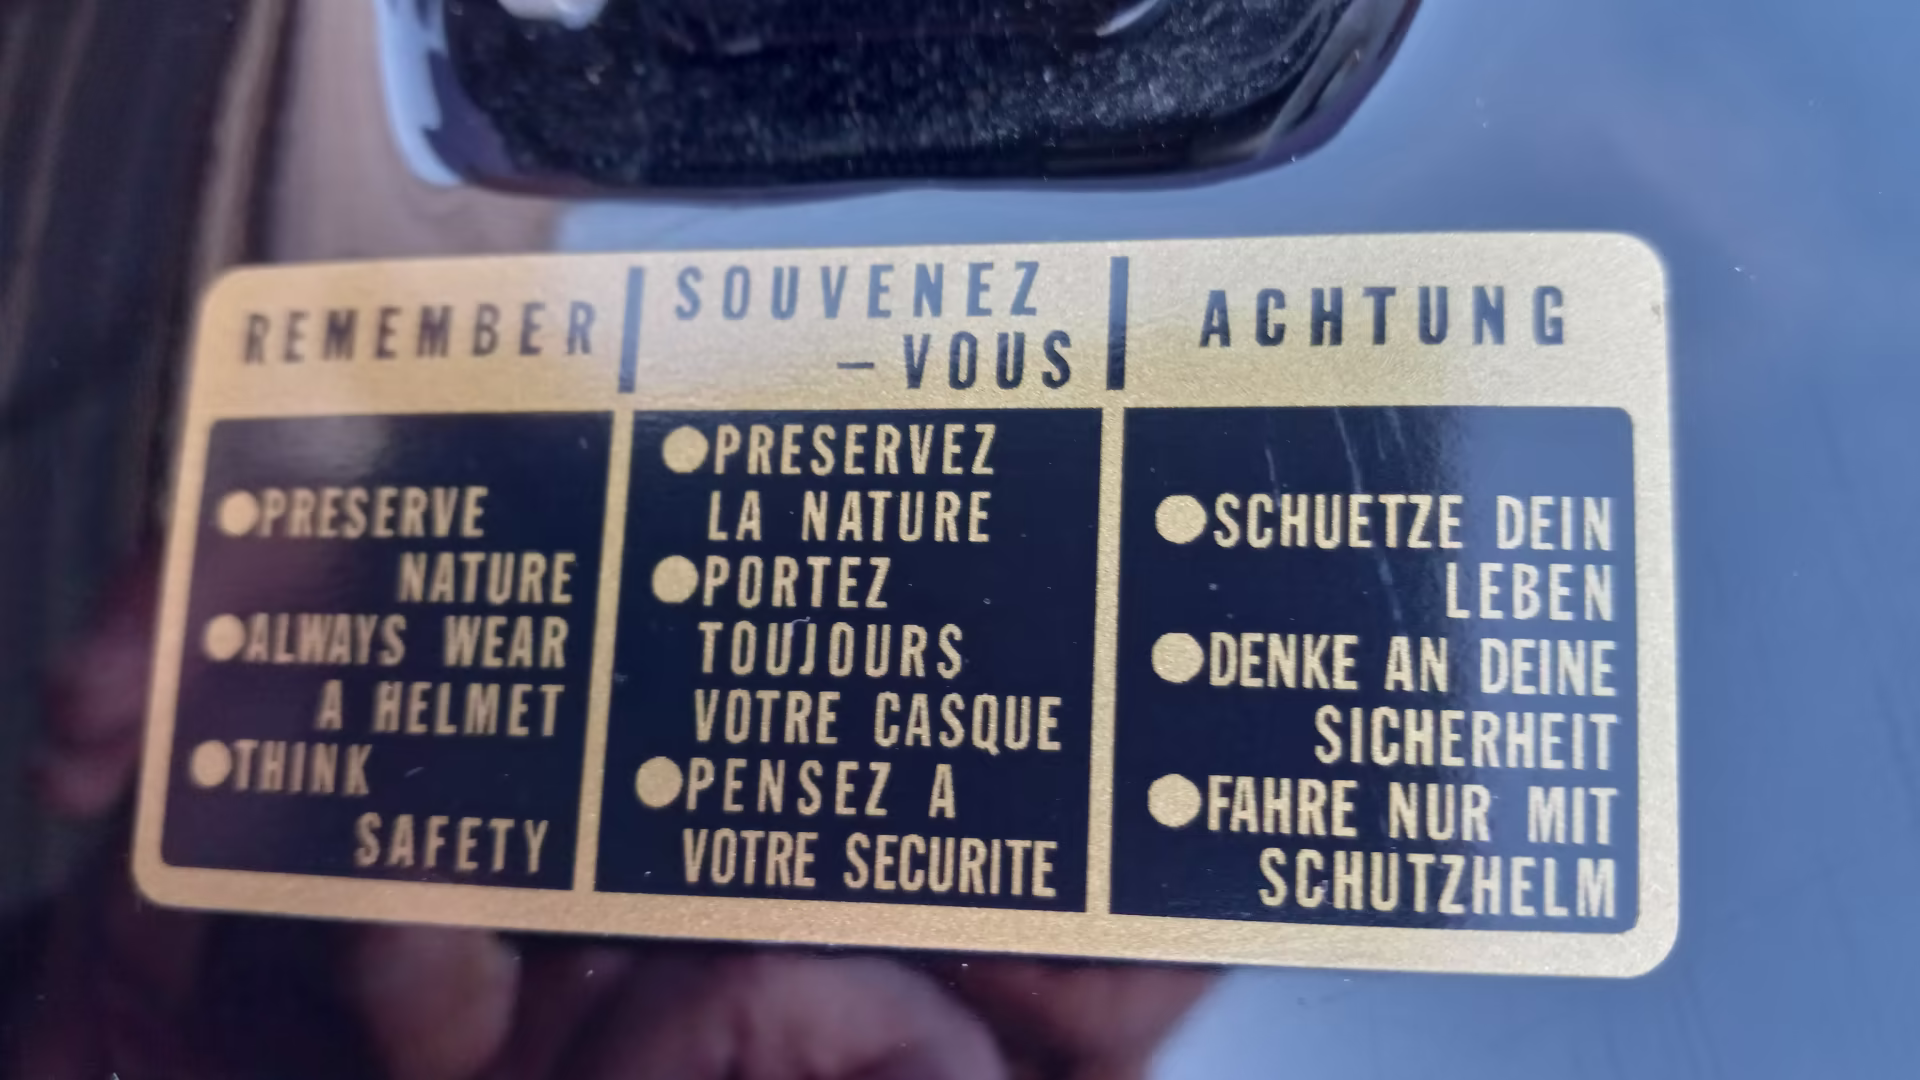 REMEMBER
●PRESERVE
NATURE
●ALWAYS WEAR
A HELMET
●THINK
SAFETY
SOUVENEZ
–VOUS
●PRESERVEZ
LA NATURE
●PORTEZ
TOUJOURS
VOTRE CASQUE
●PENSEZ A
VOTRE SECURITE
ACHTUNG
●SCHUETZE DEIN
LEBEN
●DENKE AN DEINE
SICHERHEIT
●FAHRE NUR MIT
SCHUTZHELM